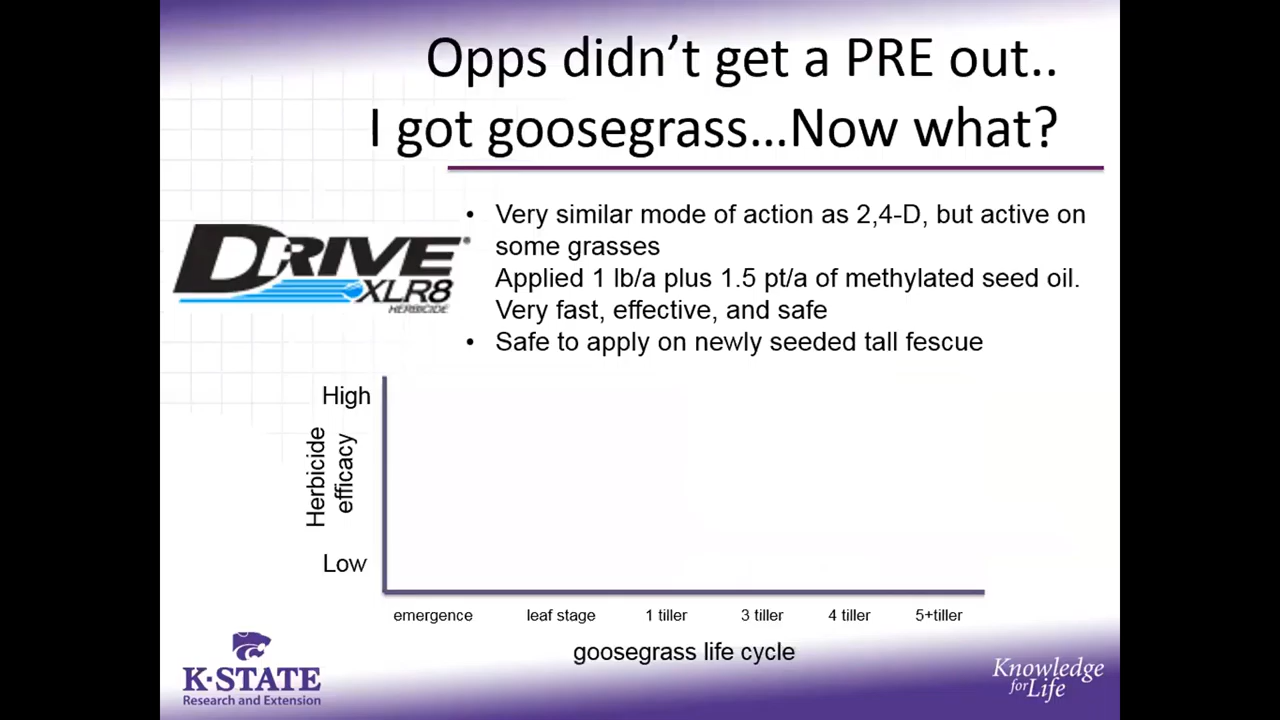 Opps didn't get a PRE out..
I got goosegrass...Now what?
DRIVE®
XLR8
HERBICIDE
• Very similar mode of action as 2,4-D, but active on
some grasses
Applied 1 lb/a plus 1.5 pt/a of methylated seed oil.
Very fast, effective, and safe
• Safe to apply on newly seeded tall fescue
High
Herbicide
efficacy
Low
emergence leaf stage 1 tiller 3 tiller 4 tiller 5+tiller
goosegrass life cycle
K-STATE
Research and Extension
Knowledge
for Life